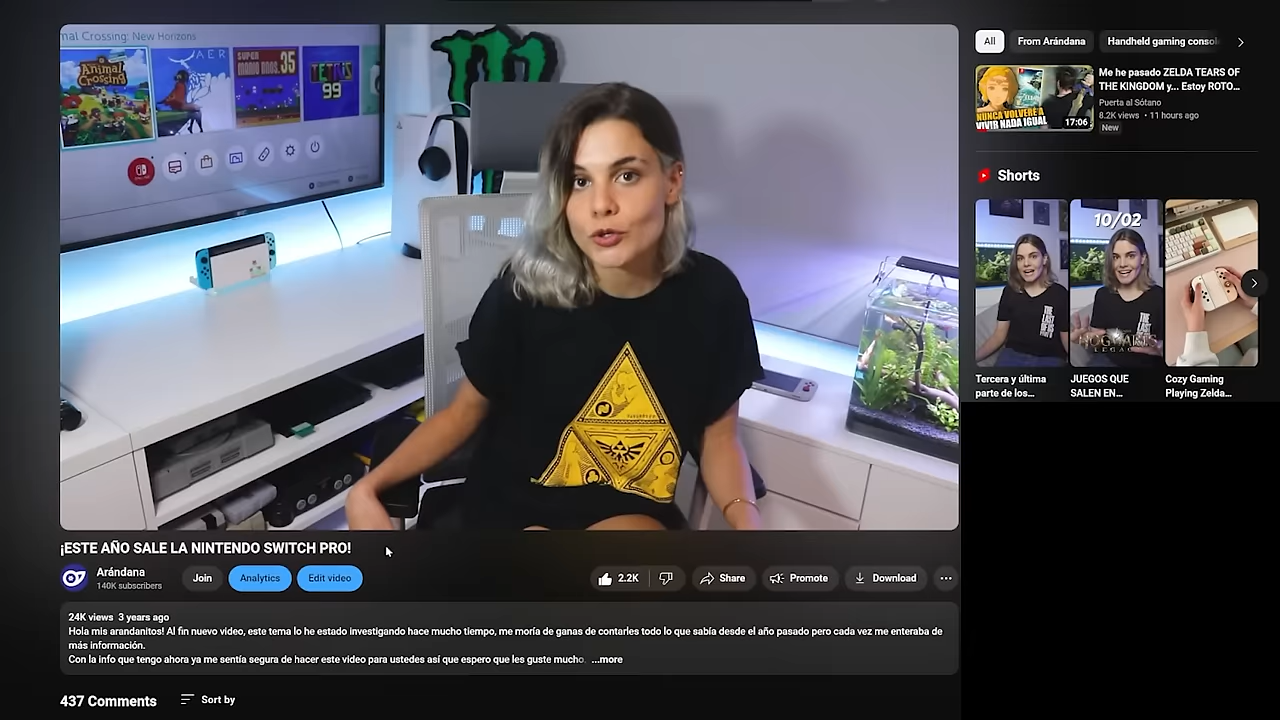 nal Crossing: New Horizons
Animal
Crossing
AER
SUPER
MARIO BROS. 35
TETRIS
99
¡ESTE AÑO SALE LA NINTENDO SWITCH PRO!
Arándana
140K subscribers
Join
Analytics
Edit video
2.2K
Share
Promote
Download
24K views 3 years ago
Hola mis arandanitos! Al fin nuevo video, este tema lo he estado investigando hace mucho tiempo, me moría de ganas de contarles todo lo que sabía desde el año pasado pero cada vez me enteraba de
más información.
Con la info que tengo ahora ya me sentía segura de hacer este video para ustedes así que espero que les guste mucho. ...more
437 Comments
Sort by
All
From Arándana
Handheld gaming consol
NUNCA VOLVERE A
VIVIR NADA IGUAL
17:06
Me he pasado ZELDA TEARS OF
THE KINGDOM y... Estoy ROTO...
Puerta al Sótano
8.2K views • 11 hours ago
New
Shorts
THE
LAST
OF US
10/02
HOGWARTS
LEGACY
Tercera y última
parte de los...
JUEGOS QUE
SALEN EN...
Cozy Gaming
Playing Zelda...